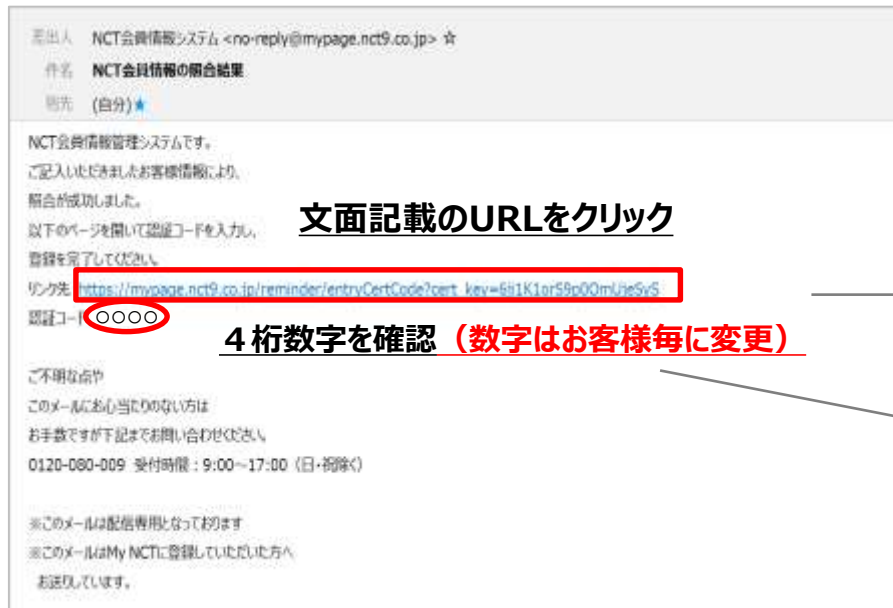 差出人 NCT会員情報システム <no-reply@mypage.nct9.co.jp> ☆
件名 NCT会員情報の照合結果
宛先 (自分)★
NCT会員情報管理システムです。
ご記入いただきましたお客様情報により、
照合が成功しました。
文面記載のURLをクリック
以下のページを開いて認証コードを入力し、
登録を完了してください。
リンク先 https://mypage.nct9.co.jp/reminder/entryCertCode?cert_key=
認証コード ○○○○
４桁数字を確認（数字はお客様毎に変更）
ご不明な点や
このメールにお心当たりのない方は
お手数ですが下記までお問い合わせください。
0120-080-009 受付時間：9:00～17:00（日・祝除く）
※このメールは配信専用となっております
※このメールはMy NCTに登録していただいた方へ
お送りしています。